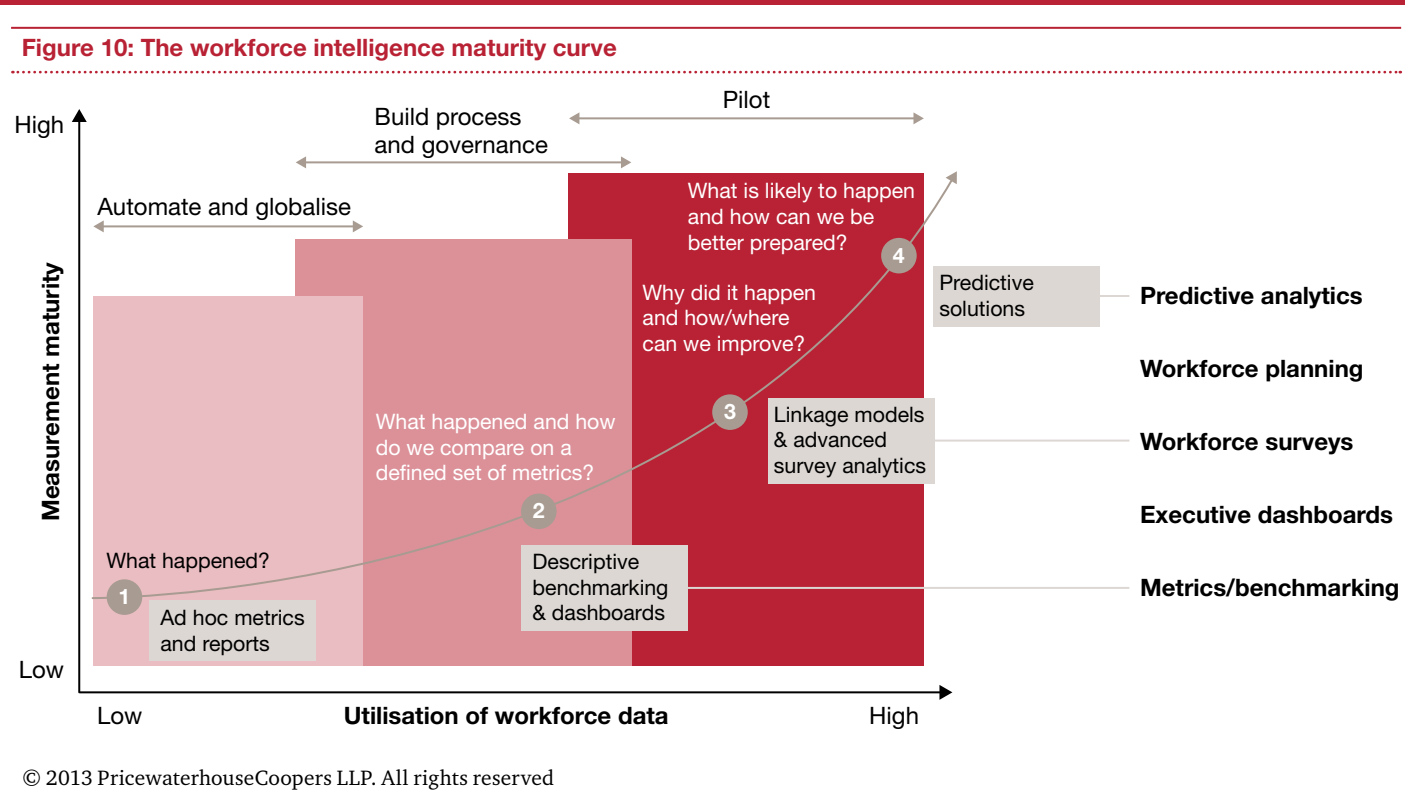 Figure 10: The workforce intelligence maturity curve
Pilot
Build process
and governance
High
Automate and globalise
What is likely to happen
and how can we be
better prepared?
4
Why did it happen
and how/where
can we improve?
Predictive
solutions
Predictive analytics
Workforce planning
Measurement maturity
3
Linkage models
& advanced
survey analytics
Workforce surveys
What happened and how
do we compare on a
defined set of metrics?
2
Executive dashboards
Descriptive
benchmarking
& dashboards
Metrics/benchmarking
What happened?
1
Ad hoc metrics
and reports
Low
Low
Utilisation of workforce data
High
© 2013 PricewaterhouseCoopers LLP. All rights reserved